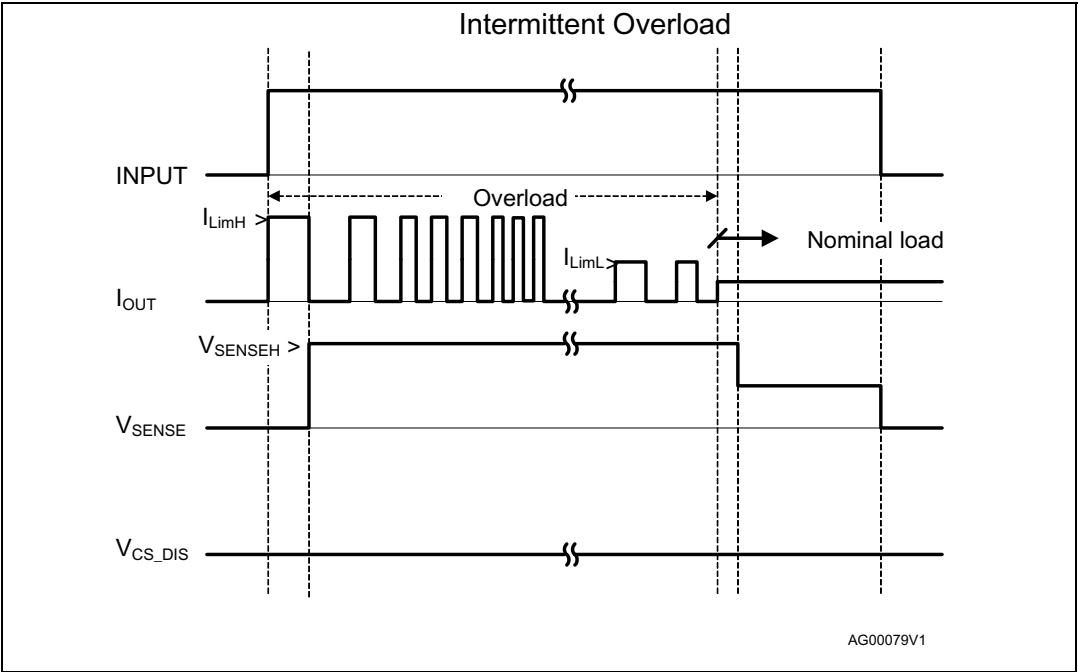 Intermittent Overload
INPUT
Overload
I_LimH >
I_LimL >
Nominal load
I_OUT
V_SENSEH >
V_SENSE
V_CS_DIS
AG00079V1